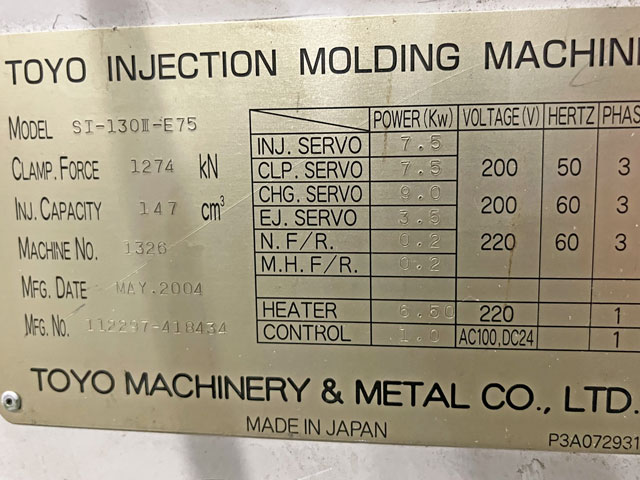 TOYO INJECTION MOLDING MACHIN
MODEL SI-130Ⅲ-E75
CLAMP. FORCE 1274 kN
INJ. CAPACITY 147 cm³
MACHINE No. 1326
MFG. DATE MAY.2004
MFG. No. 112297-418434
POWER (Kw) VOLTAGE (V) HERTZ PHAS
INJ. SERVO 7.5
CLP. SERVO 7.5 200 50 3
CHG. SERVO 9.0
200 60 3
EJ. SERVO 3.5
N. F/R. 0.2 220 60 3
M.H. F/R. 0.2
HEATER 6.50 220 1
CONTROL 1.0 AC100,DC24 1
TOYO MACHINERY & METAL CO., LTD.
MADE IN JAPAN
P3A072931